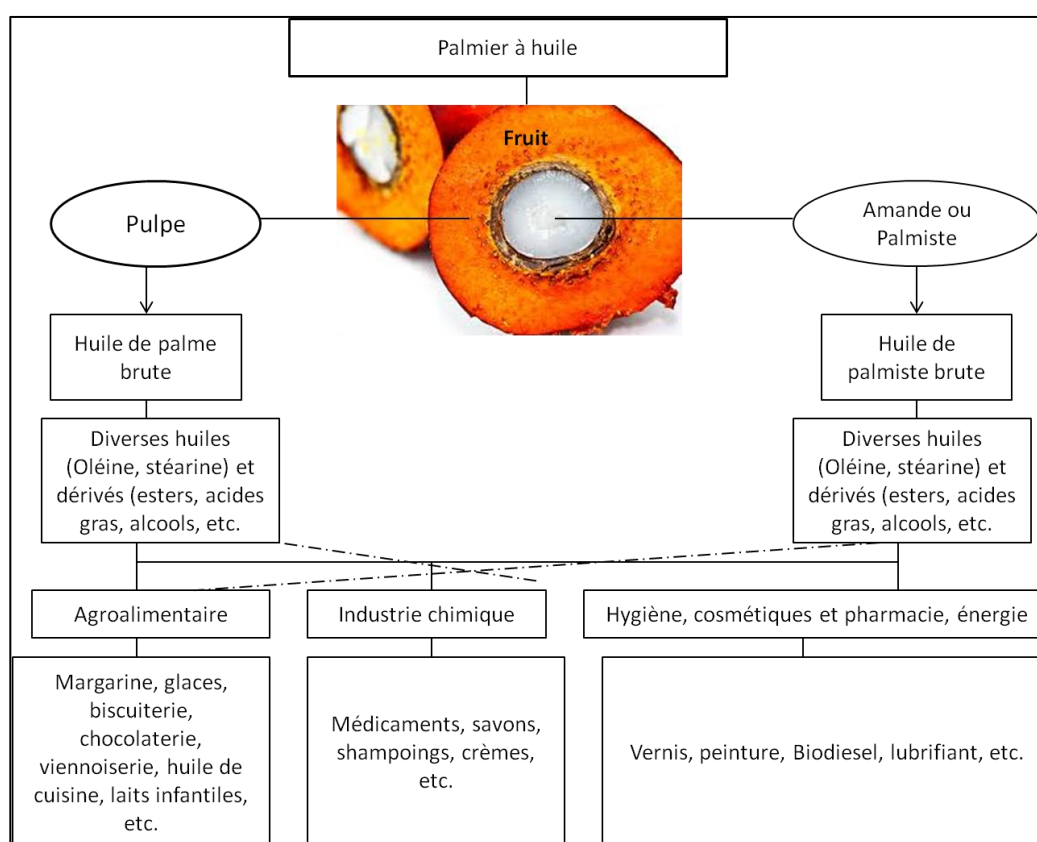 Palmier à huile
Fruit
Pulpe
Amande ou
Palmiste
Huile de palme
brute
Huile de
palmiste brute
Diverses huiles
(Oléine, stéarine) et
dérivés (esters, acides
gras, alcools, etc.
Diverses huiles
(Oléine, stéarine) et
dérivés (esters, acides
gras, alcools, etc.
Agroalimentaire
Industrie chimique
Hygiène, cosmétiques et pharmacie, énergie
Margarine, glaces,
biscuiterie,
chocolaterie,
viennoiserie, huile de
cuisine, laits infantiles,
etc.
Médicaments, savons,
shampoings, crèmes,
etc.
Vernis, peinture, Biodiesel, lubrifiant, etc.